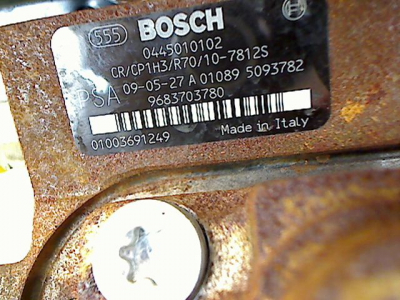 555 BOSCH
0445010102
CR/CP1H3/R70/10-7812S
PSA 09-05-27 A 01089 5093782
9683703780
01003691249 Made in Italy